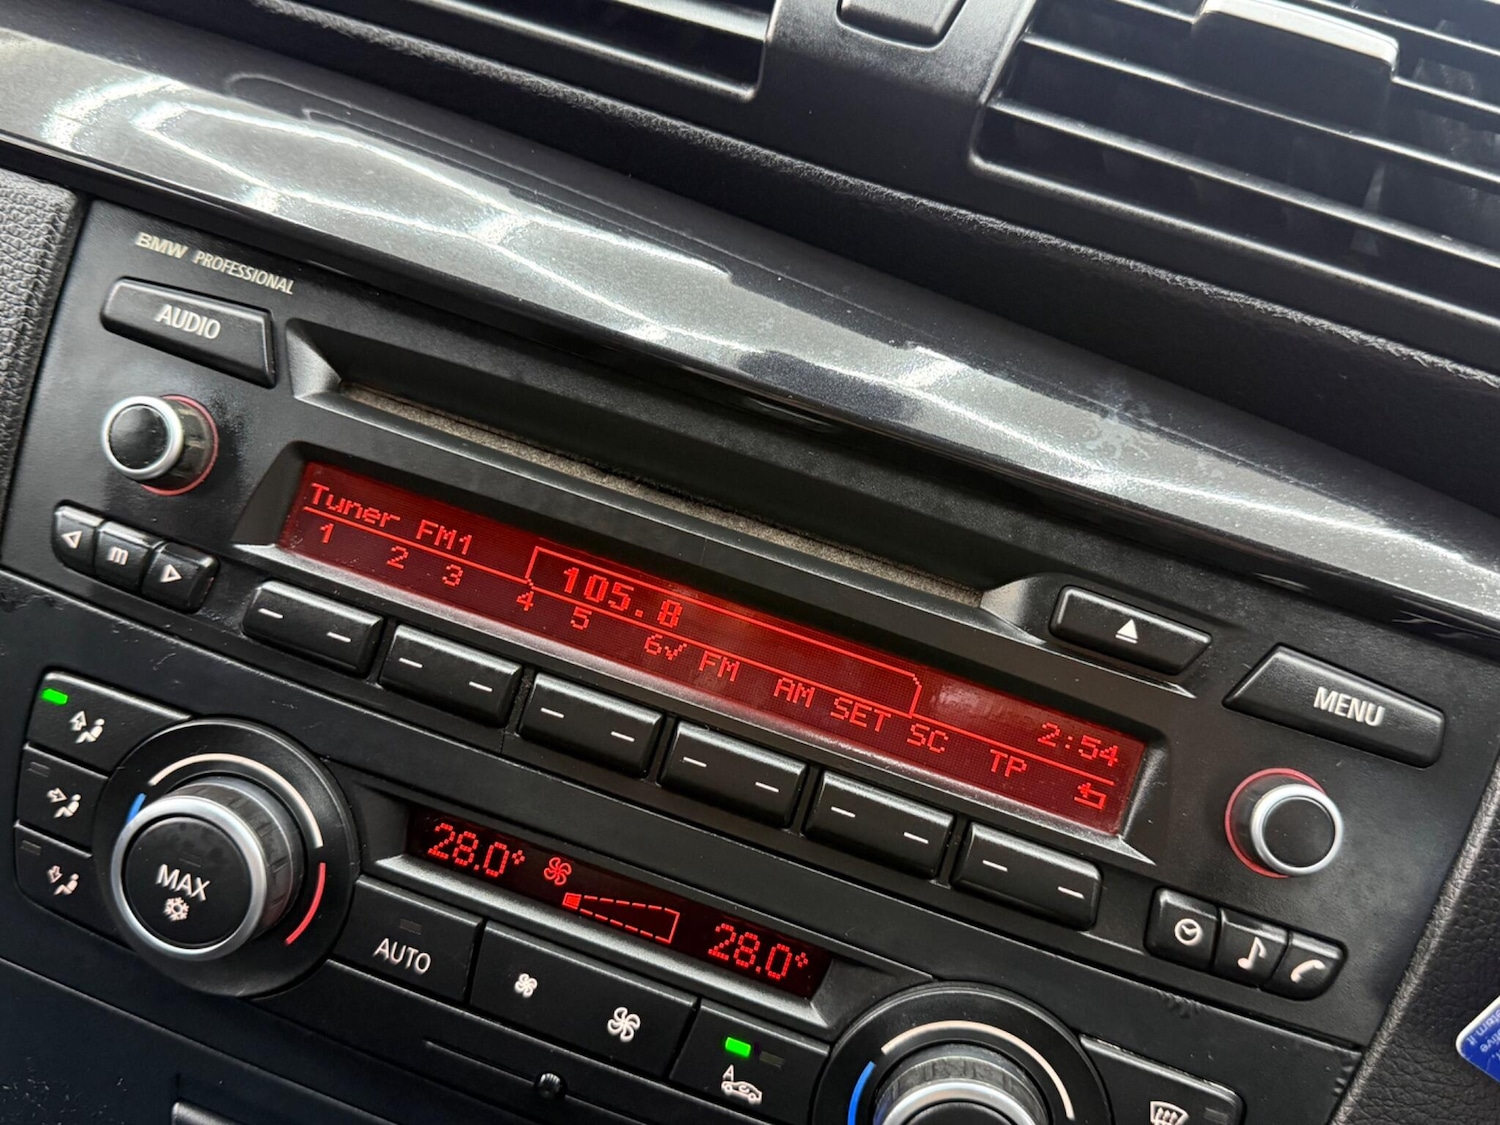 BMW PROFESSIONAL
AUDIO
Tuner FM1
105.8
2:54
1 2 3 4 5 6✓ FM AM SET SC TP
m
MENU
28.0°
28.0°
MAX
AUTO
A